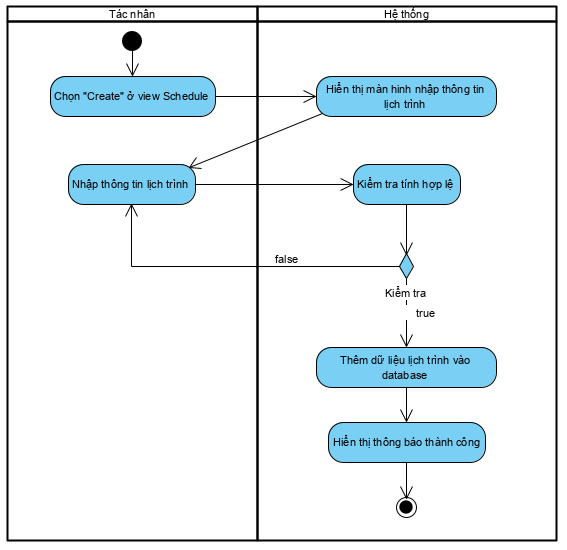 Tác nhân
Hệ thống
Chọn "Create" ở view Schedule
Hiển thị màn hình nhập thông tin
lịch trình
Nhập thông tin lịch trình
Kiểm tra tính hợp lệ
false
Kiểm tra
true
Thêm dữ liệu lịch trình vào
database
Hiển thị thông báo thành công